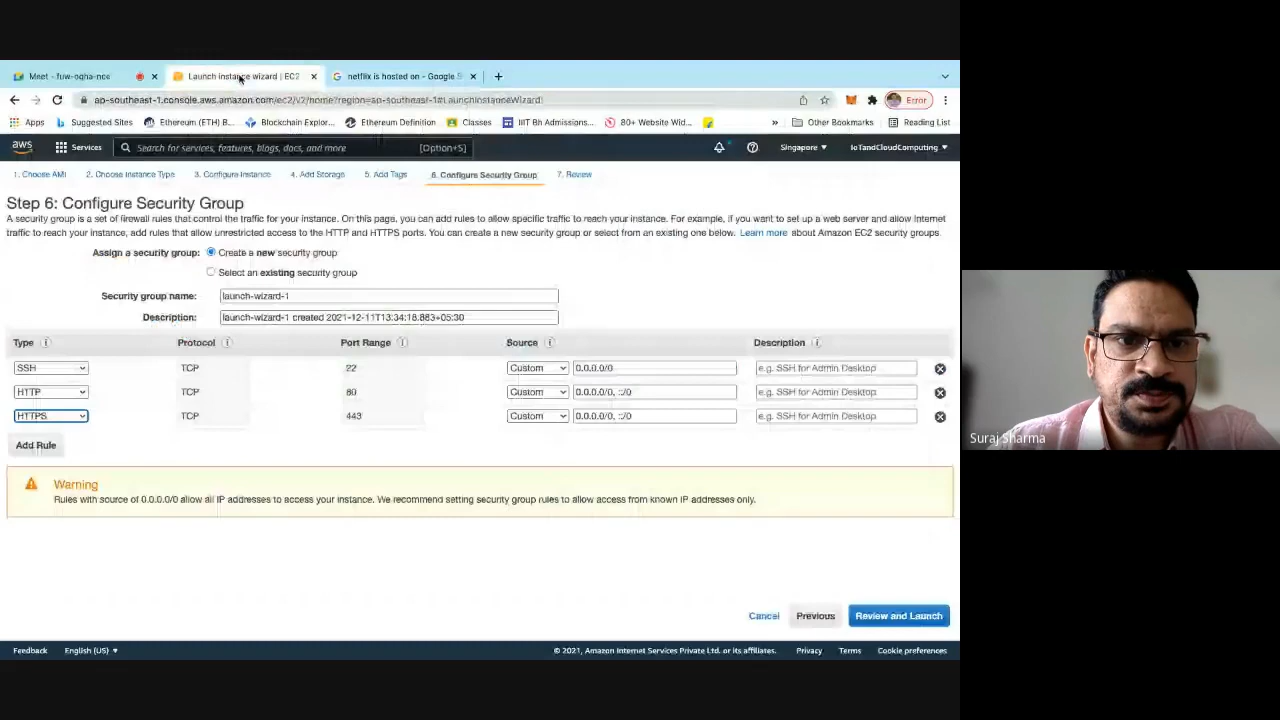 Meet - fuw-oqha-noe
Launch instance wizard | EC2
netflix is hosted on - Google S
ap-southeast-1.console.aws.amazon.com/ec2/v2/home?region=ap-southeast-1#LaunchInstanceWizard:
Error
Apps
Suggested Sites
Ethereum (ETH) B...
Blockchain Explor...
Ethereum Definition
Classes
IIIT Bh Admissions...
80+ Website Wid...
»
Other Bookmarks
Reading List
aws
Services
Search for services, features, blogs, docs, and more
[Option+S]
Singapore
IoTandCloudComputing
1. Choose AMI
2. Choose Instance Type
3. Configure Instance
4. Add Storage
5. Add Tags
6. Configure Security Group
7. Review
Step 6: Configure Security Group
A security group is a set of firewall rules that control the traffic for your instance. On this page, you can add rules to allow specific traffic to reach your instance. For example, if you want to set up a web server and allow Internet
traffic to reach your instance, add rules that allow unrestricted access to the HTTP and HTTPS ports. You can create a new security group or select from an existing one below. Learn more about Amazon EC2 security groups.
Assign a security group:
Create a new security group
Select an existing security group
Security group name:
launch-wizard-1
Description:
launch-wizard-1 created 2021-12-11T13:34:18.883+05:30
Type
Protocol
Port Range
Source
Description
SSH
TCP
22
Custom
0.0.0.0/0
e.g. SSH for Admin Desktop
HTTP
TCP
80
Custom
0.0.0.0/0, ::/0
e.g. SSH for Admin Desktop
HTTPS
TCP
443
Custom
0.0.0.0/0, ::/0
e.g. SSH for Admin Desktop
Add Rule
Warning
Rules with source of 0.0.0.0/0 allow all IP addresses to access your instance. We recommend setting security group rules to allow access from known IP addresses only.
Cancel
Previous
Review and Launch
Feedback
English (US)
© 2021, Amazon Internet Services Private Ltd. or its affiliates.
Privacy
Terms
Cookie preferences
Suraj Sharma